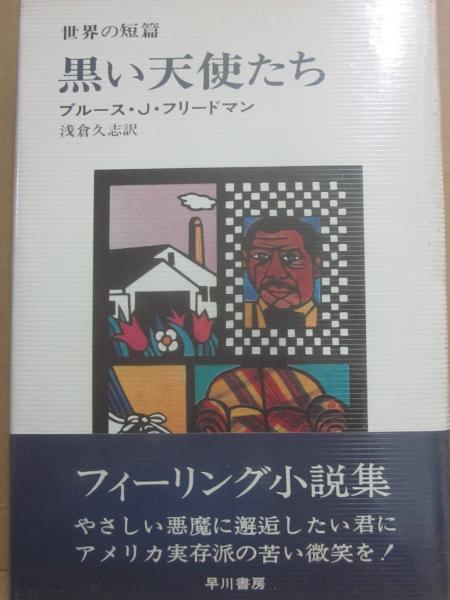 世界の短篇
黒い天使たち
ブルース・J・フリードマン
浅倉久志訳
フィーリング小説集
やさしい悪魔に邂逅したい君に
アメリカ実存派の苦い微笑を!
早川書房